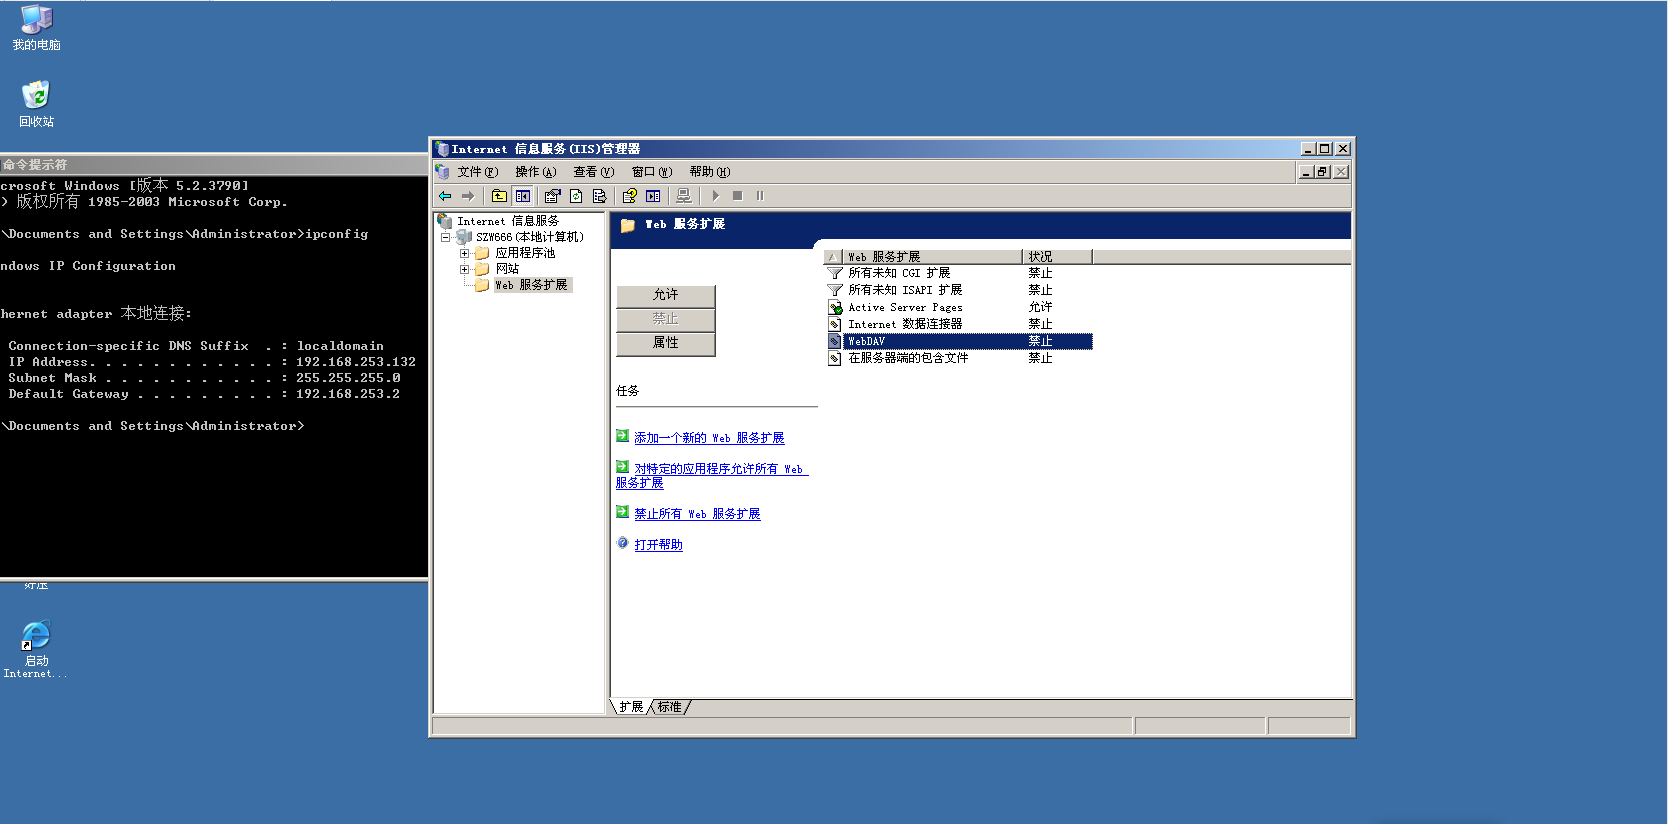 我的电脑
回收站
命令提示符
crosoft Windows [版本 5.2.3790]
> 版权所有 1985-2003 Microsoft Corp.
\Documents and Settings\Administrator>ipconfig
ndows IP Configuration
hernet adapter 本地连接:
Connection-specific DNS Suffix  . : localdomain
IP Address. . . . . . . . . . . . : 192.168.253.132
Subnet Mask . . . . . . . . . . . : 255.255.255.0
Default Gateway . . . . . . . . . : 192.168.253.2
\Documents and Settings\Administrator>
好压
启动
Internet...
Internet 信息服务(IIS)管理器
文件(F) 操作(A) 查看(V) 窗口(W) 帮助(H)
Internet 信息服务
SZW666(本地计算机)
应用程序池
网站
Web 服务扩展
Web 服务扩展
允许
禁止
属性
任务
添加一个新的 Web 服务扩展
对特定的应用程序允许所有 Web
服务扩展
禁止所有 Web 服务扩展
打开帮助
Web 服务扩展 状况
所有未知 CGI 扩展 禁止
所有未知 ISAPI 扩展 禁止
Active Server Pages 允许
Internet 数据连接器 禁止
WebDAV 禁止
在服务器端的包含文件 禁止
扩展 标准